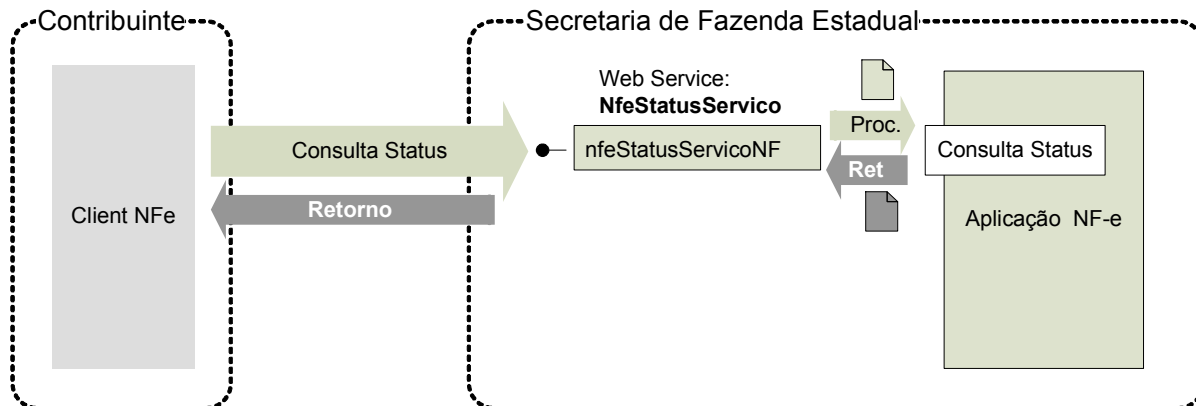 Contribuinte
Secretaria de Fazenda Estadual
Web Service:
NfeStatusServico
Proc.
Consulta Status
nfeStatusServicoNF
Consulta Status
Ret
Retorno
Client NFe
Aplicação NF-e